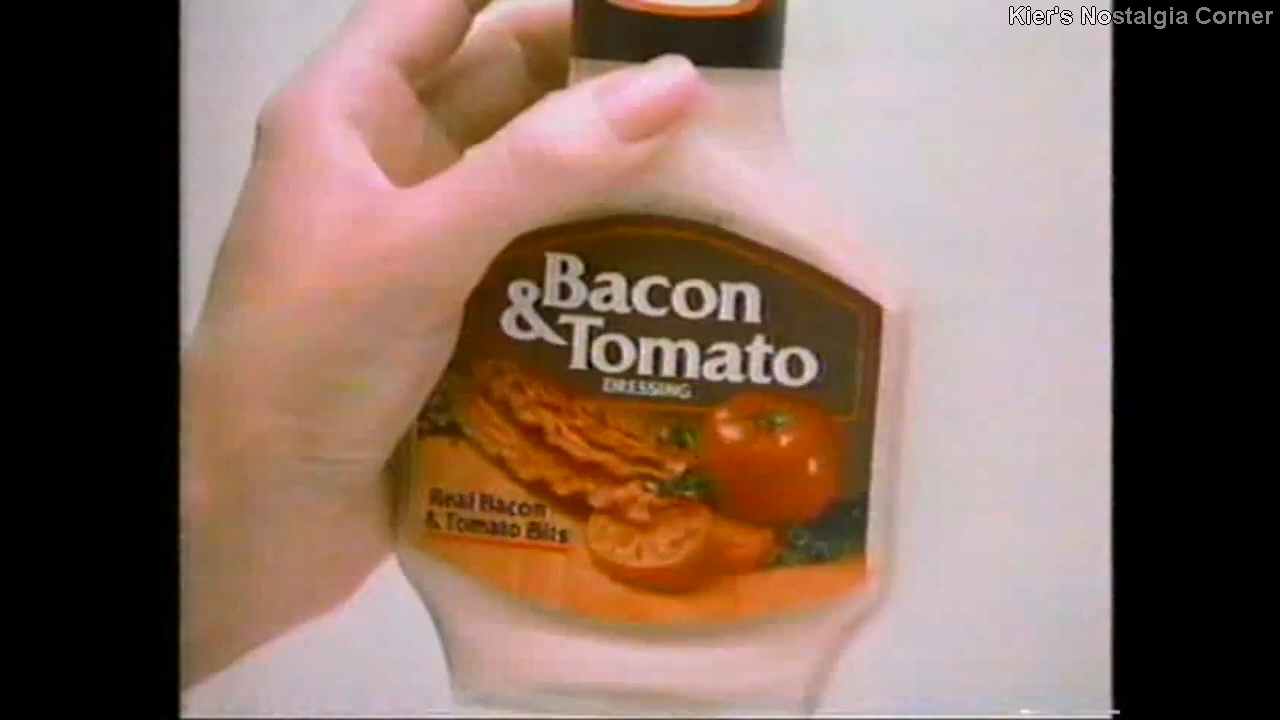 Kier's Nostalgia Corner
Bacon
& Tomato
DRESSING
Real Bacon
& Tomato Bits